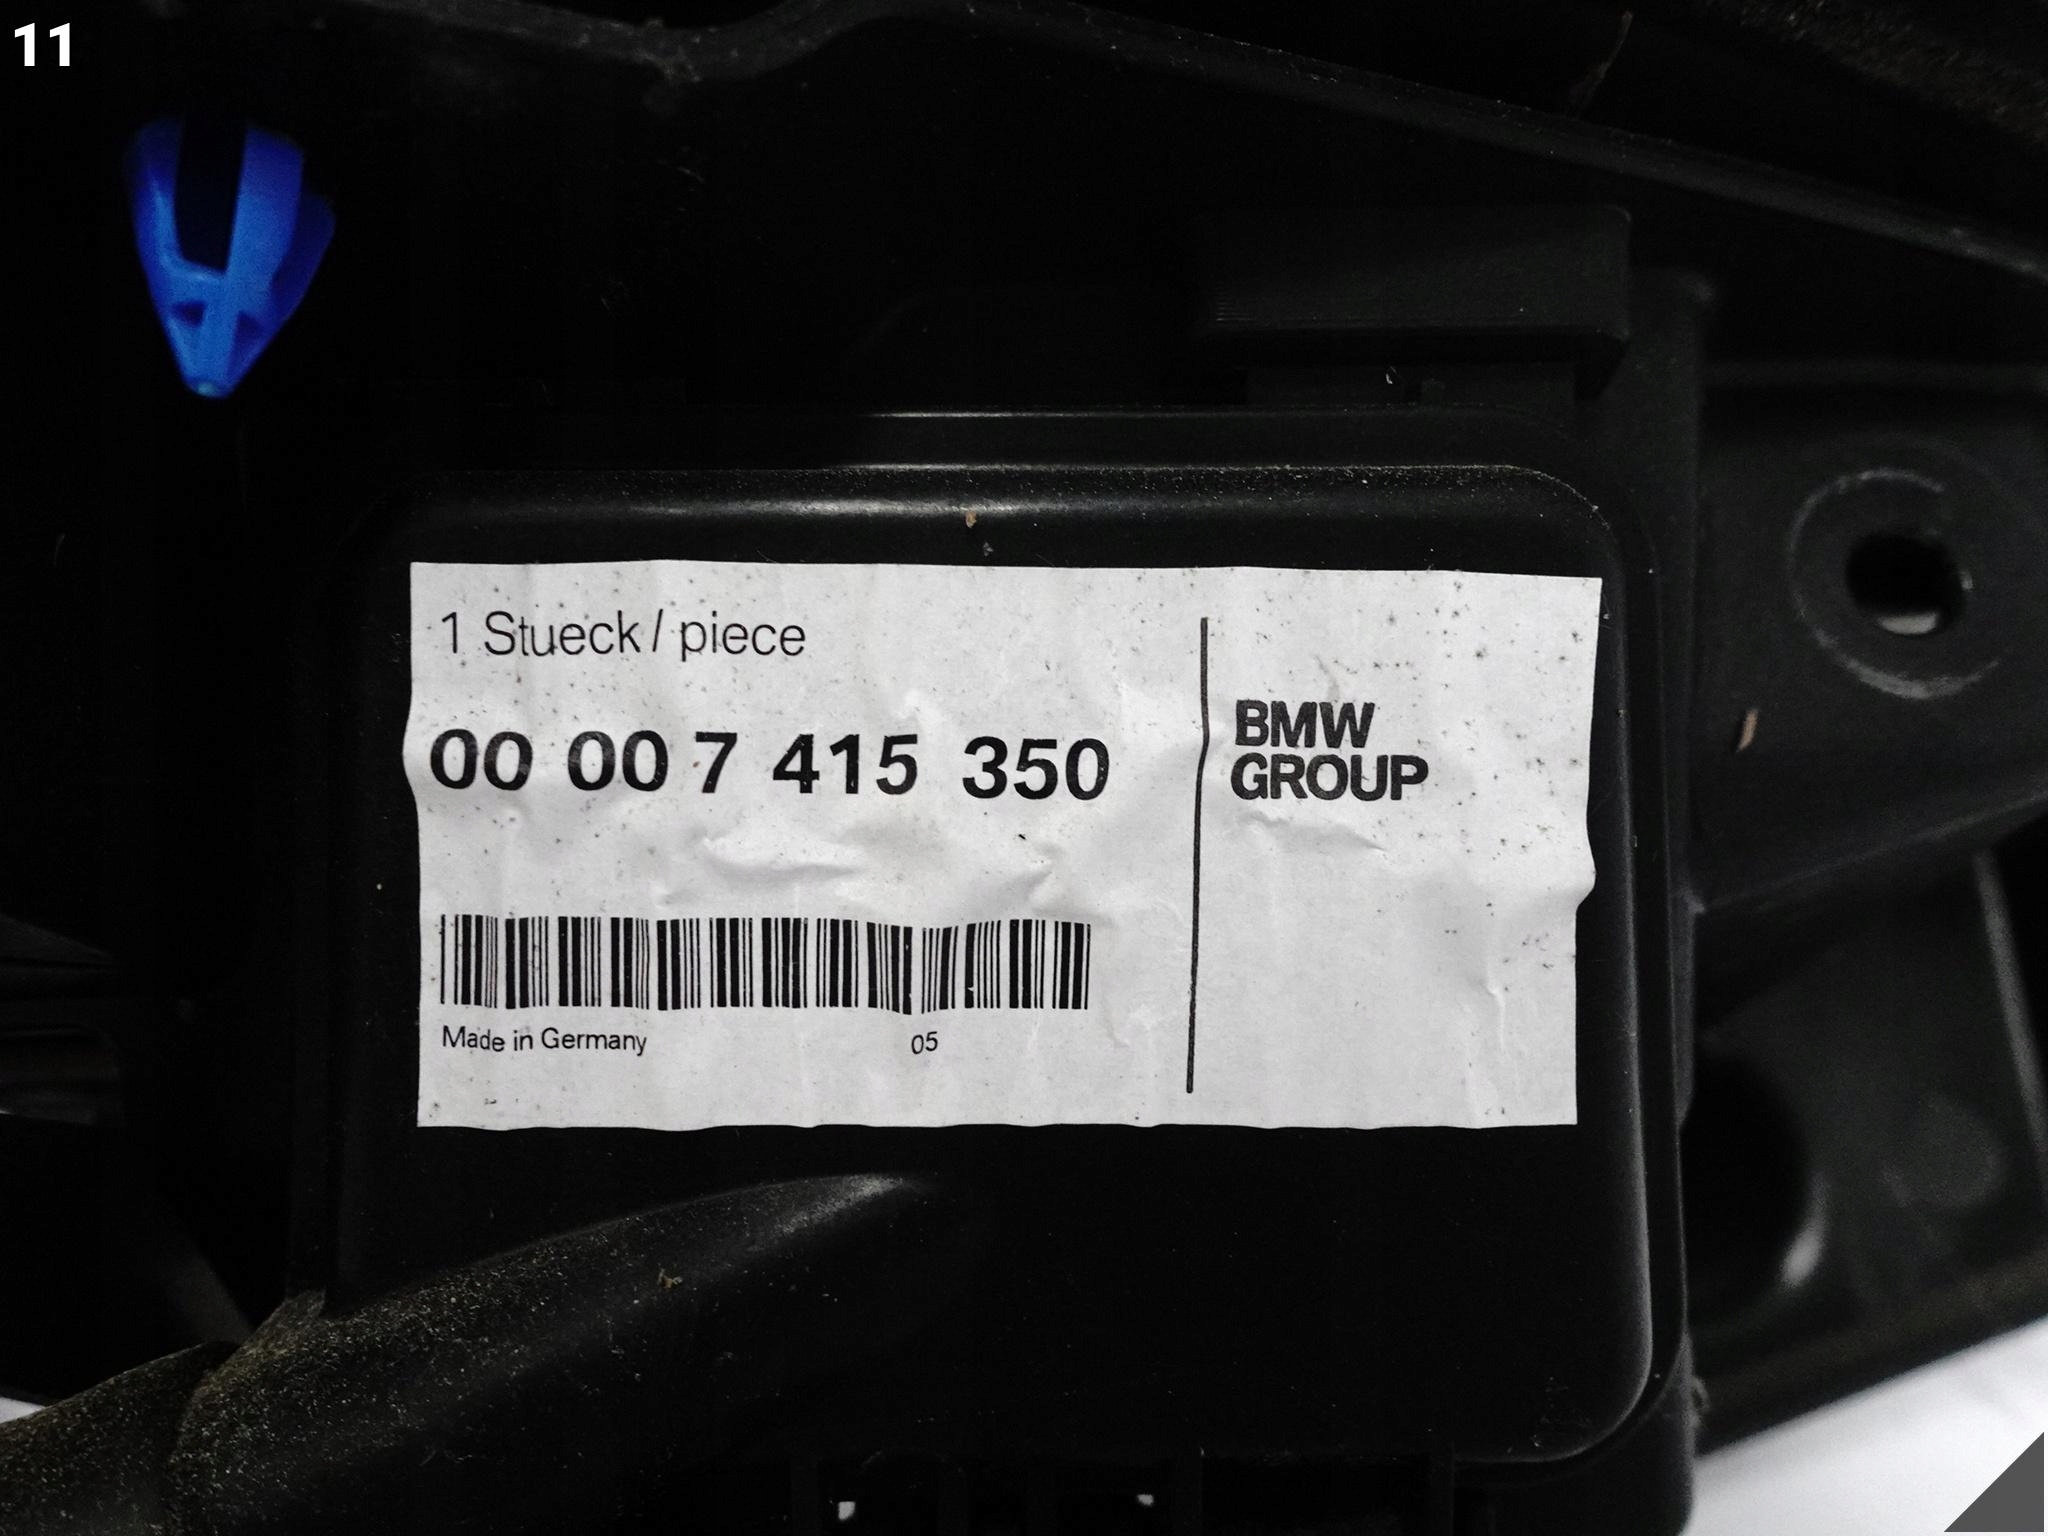 11
1 Stueck / piece
00 00 7 415 350
BMW
GROUP
Made in Germany 05